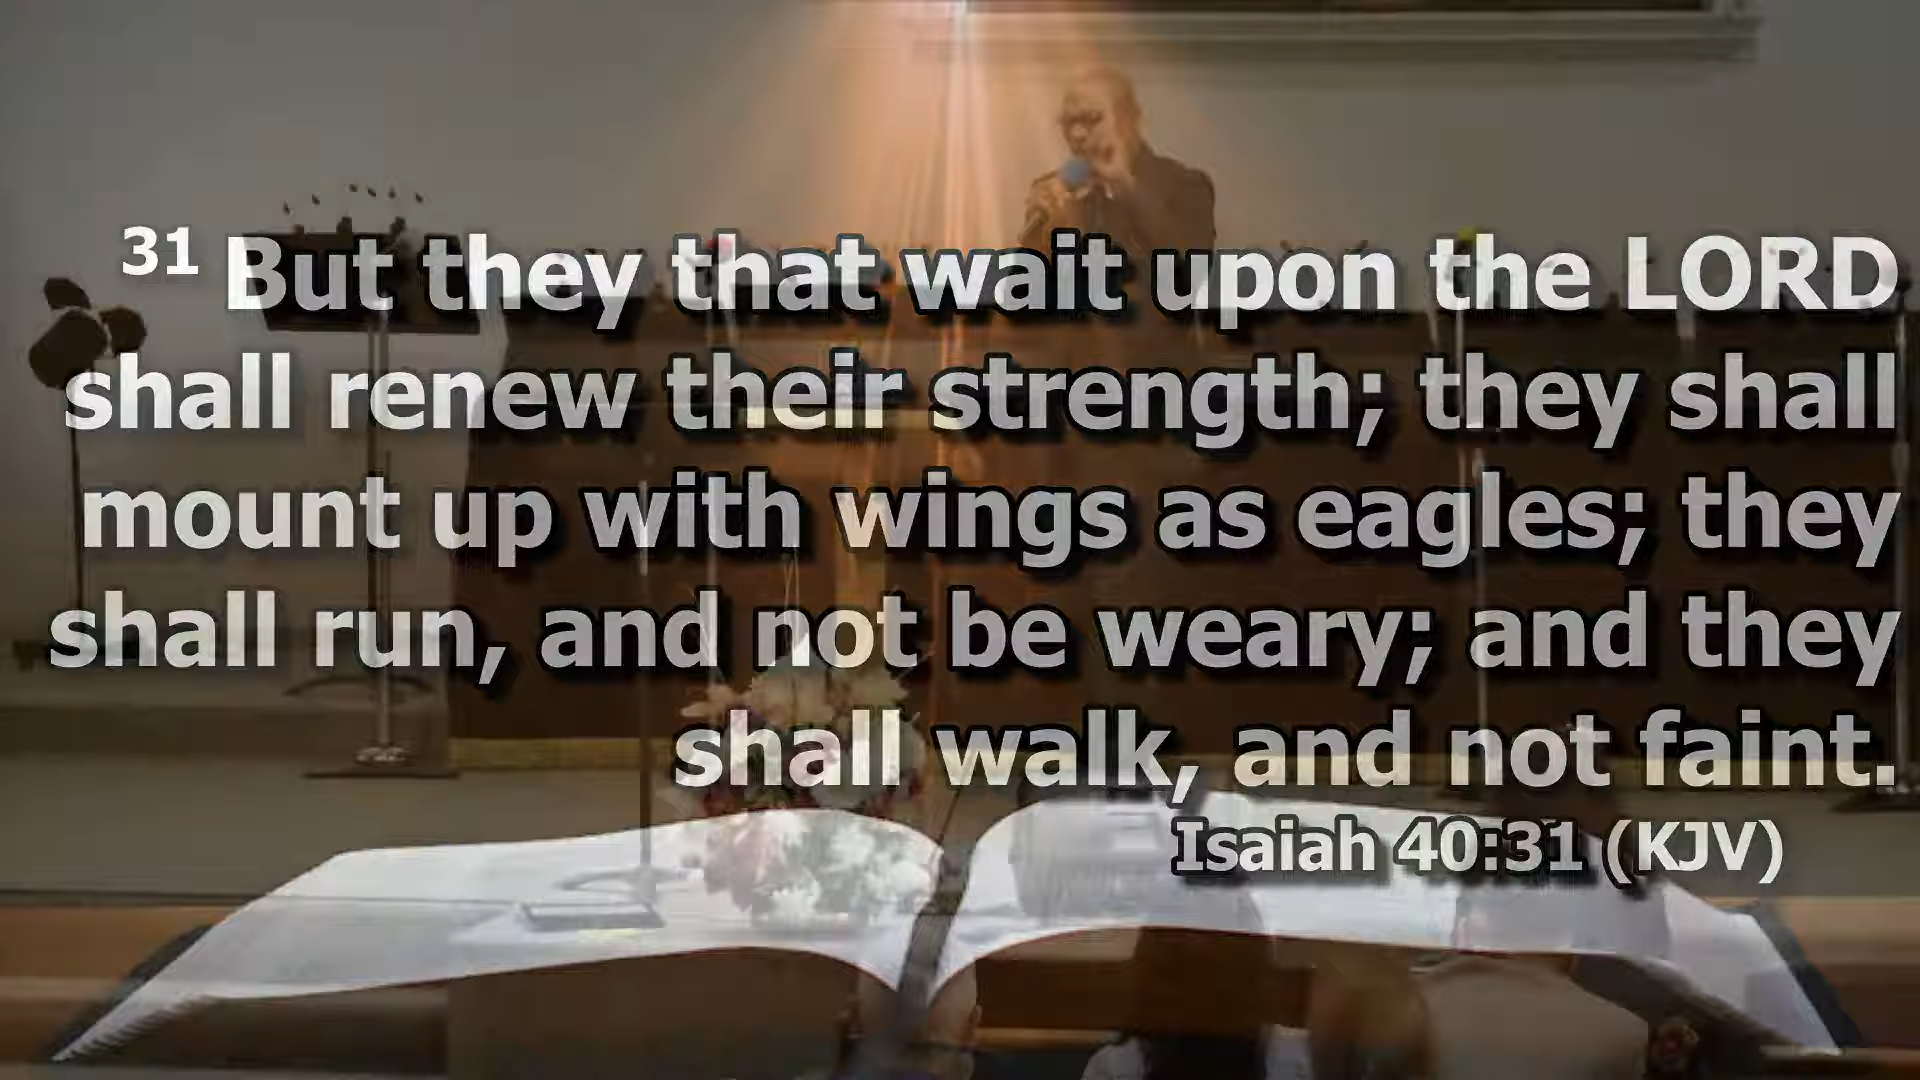 31 But they that wait upon the LORD
shall renew their strength; they shall
mount up with wings as eagles; they
shall run, and not be weary; and they
shall walk, and not faint.
Isaiah 40:31 (KJV)